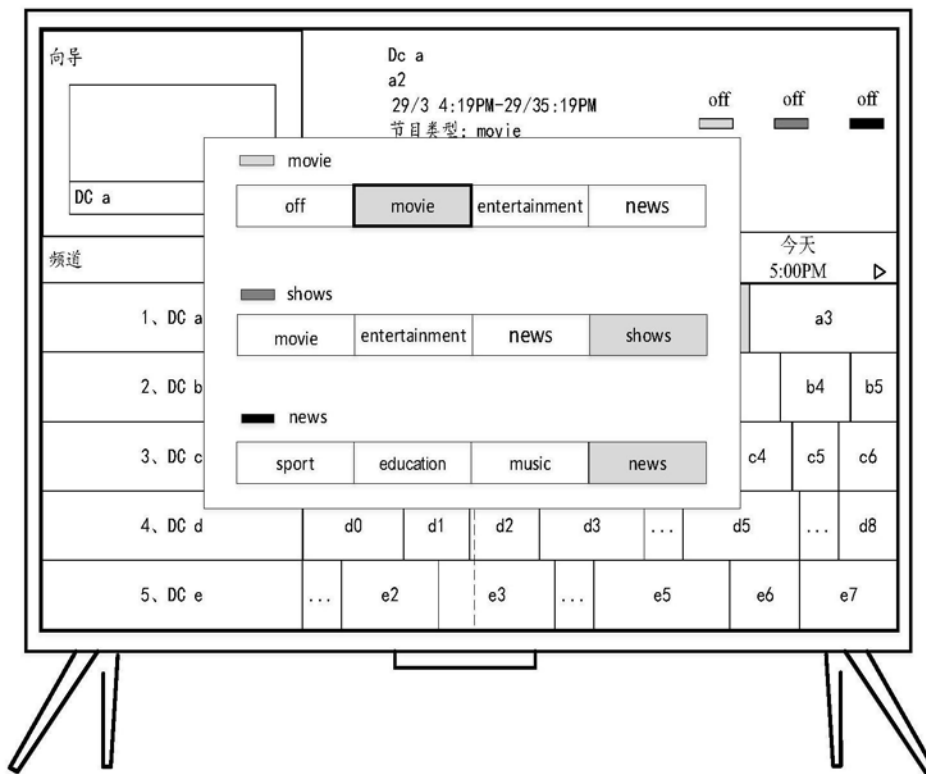 向导
DC a
Dc a
a2
29/3 4:19PM-29/35:19PM
节目类型: movie
off off off
movie
off movie entertainment news
shows
movie entertainment news shows
news
sport education music news
频道
今天
5:00PM
1、DC a a3
2、DC b b4 b5
3、DC c c4 c5 c6
4、DC d d0 d1 d2 d3 ... d5 ... d8
5、DC e ... e2 e3 ... e5 e6 e7